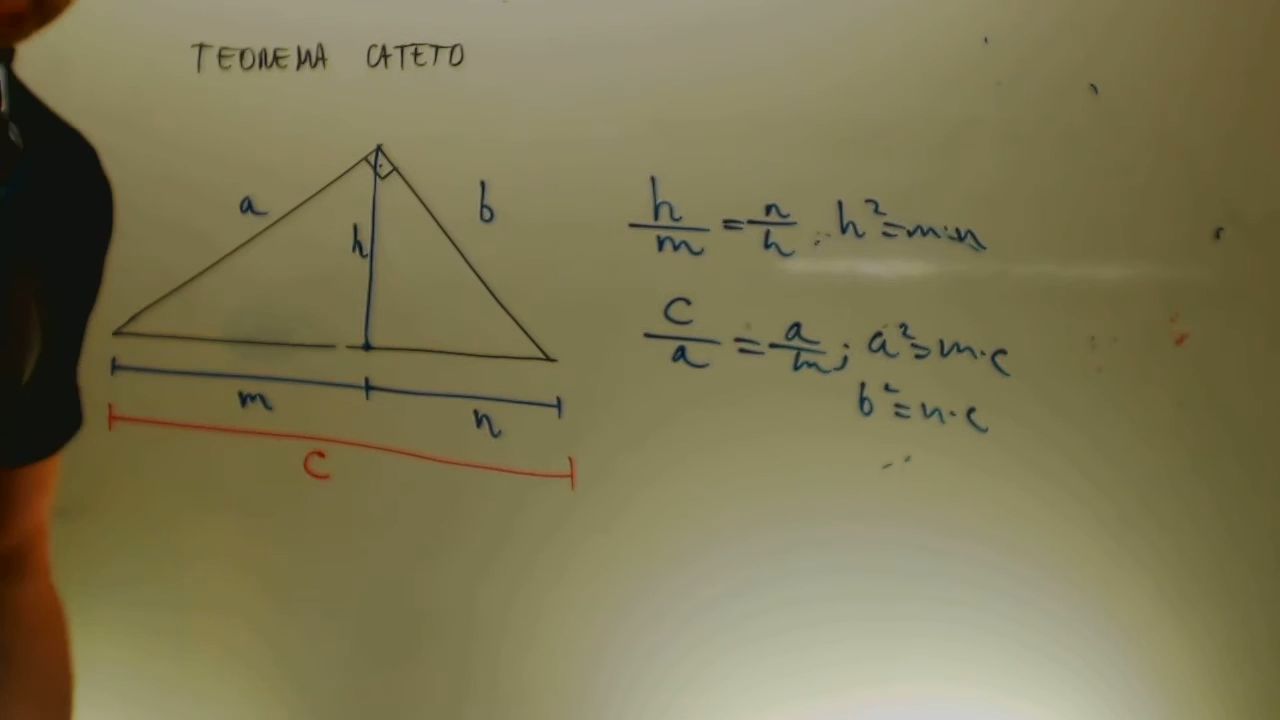 TEOREMA CATETO
a
b
h
m
n
c
h/m = n/h ; h² = m·n
c/a = a/m ; a² = m·c
b² = n·c